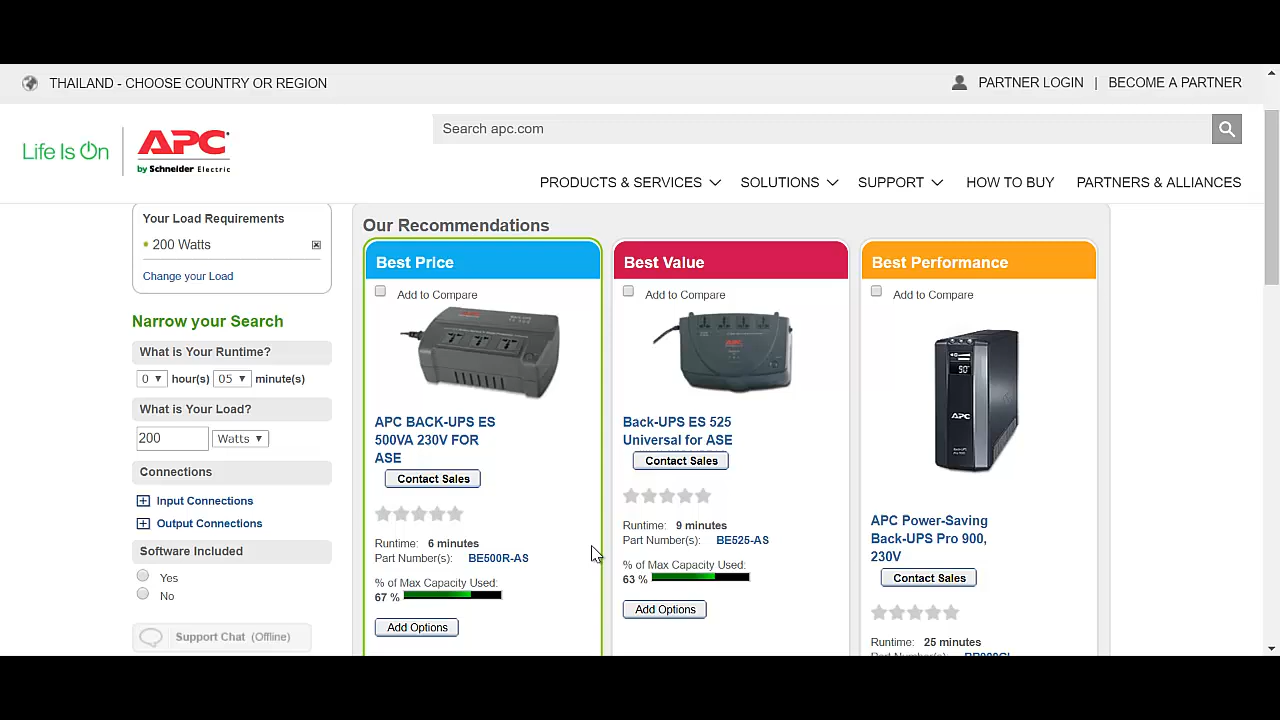 THAILAND - CHOOSE COUNTRY OR REGION
PARTNER LOGIN | BECOME A PARTNER
Life Is On
APC
by Schneider Electric
Search apc.com
PRODUCTS & SERVICES
SOLUTIONS
SUPPORT
HOW TO BUY
PARTNERS & ALLIANCES
Your Load Requirements
200 Watts
Change your Load
Narrow your Search
What is Your Runtime?
0 hour(s) 05 minute(s)
What is Your Load?
200 Watts
Connections
Input Connections
Output Connections
Software Included
Yes
No
Support Chat (Offline)
Our Recommendations
Best Price
Add to Compare
APC BACK-UPS ES
500VA 230V FOR
ASE
Contact Sales
Runtime: 6 minutes
Part Number(s): BE500R-AS
% of Max Capacity Used:
67 %
Add Options
Best Value
Add to Compare
APC
Back-UPS ES 525
Universal for ASE
Contact Sales
Runtime: 9 minutes
Part Number(s): BE525-AS
% of Max Capacity Used:
63 %
Add Options
Best Performance
Add to Compare
APC
APC Power-Saving
Back-UPS Pro 900,
230V
Contact Sales
Runtime: 25 minutes